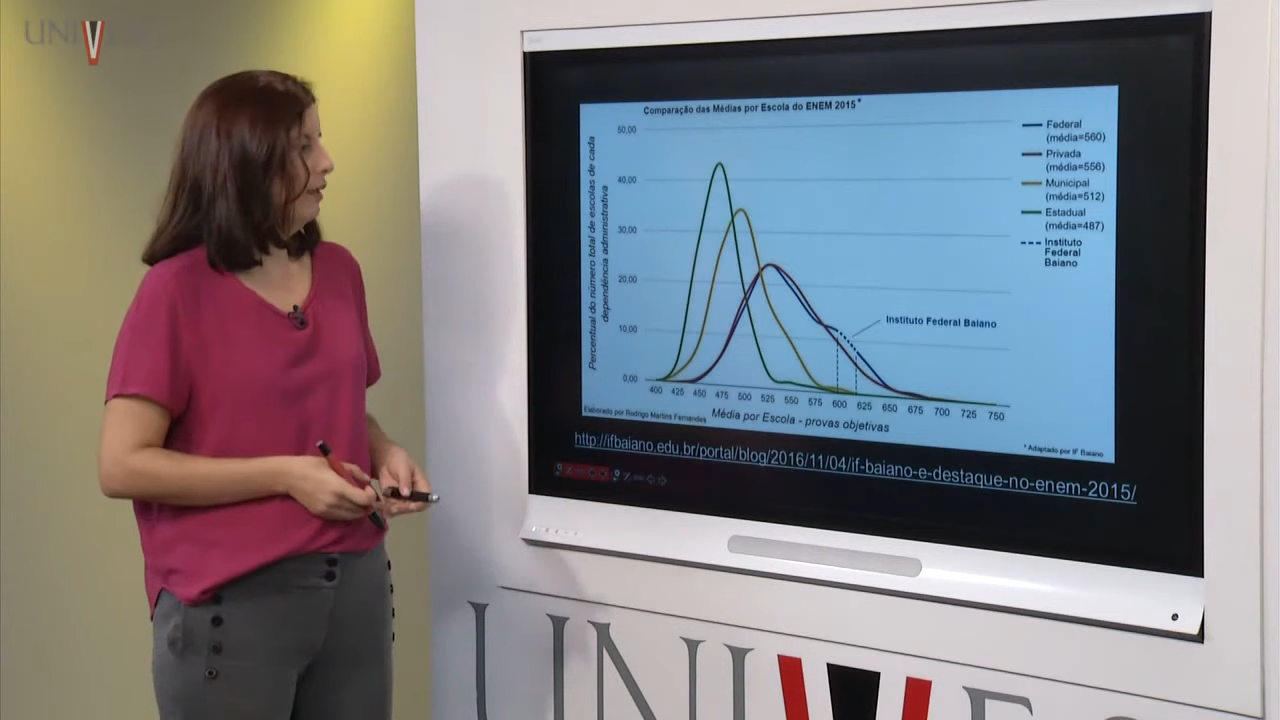 UNIV
Comparação das Médias por Escola do ENEM 2015*
Percentual do número total de escolas de cada
dependência administrativa
50,00
40,00
30,00
20,00
10,00
0,00
400 425 450 475 500 525 550 575 600 625 650 675 700 725 750
Média por Escola - provas objetivas
Instituto Federal Baiano
Federal
(média=560)
Privada
(média=556)
Municipal
(média=512)
Estadual
(média=487)
Instituto
Federal
Baiano
Elaborado por Rodrigo Martins Fernandes
* Adaptado por IF Baiano
http://ifbaiano.edu.br/portal/blog/2016/11/04/if-baiano-e-destaque-no-enem-2015/
UNIVES